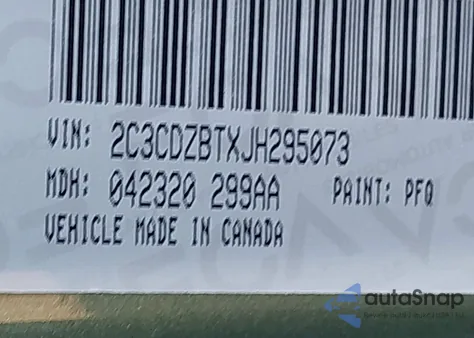 VIN: 2C3CDZBTXJH295073
MDH: 042320 299AA PAINT: PFQ
VEHICLE MADE IN CANADA
autoSnap